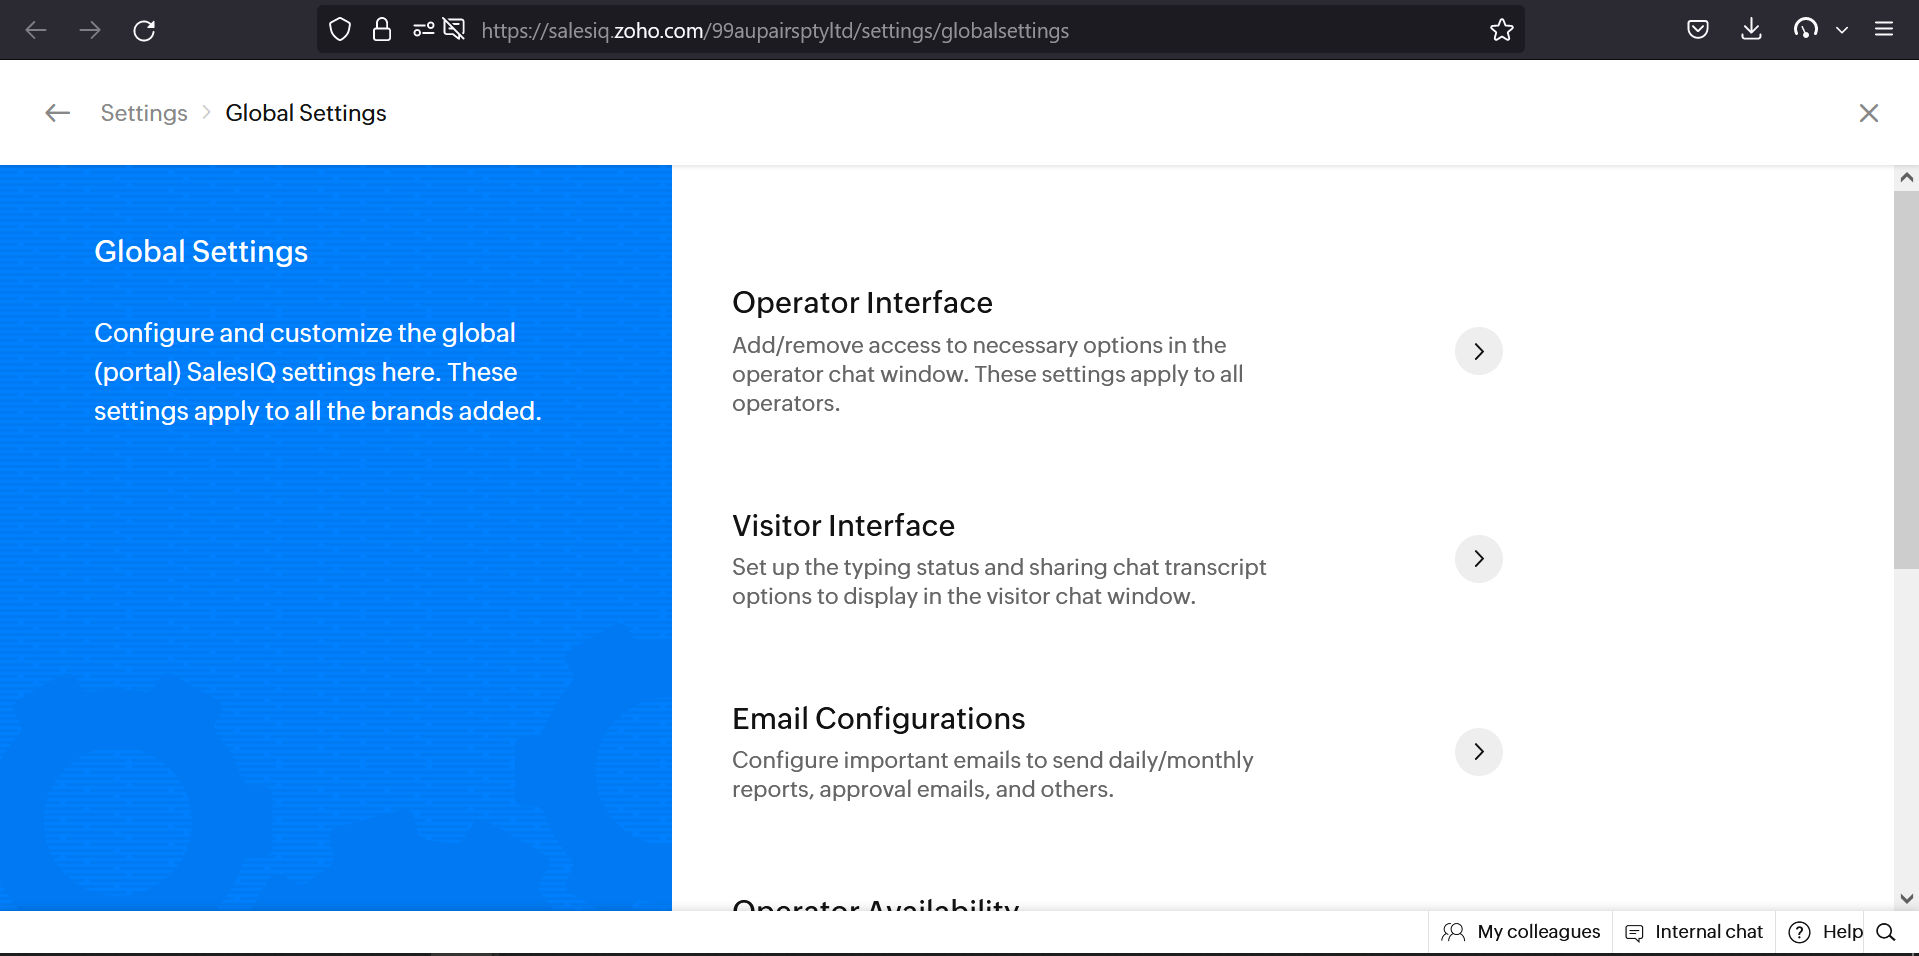 https://salesiq.zoho.com/99aupairsptyltd/settings/globalsettings
Settings Global Settings
Global Settings
Configure and customize the global
(portal) SalesIQ settings here. These
settings apply to all the brands added.
Operator Interface
Add/remove access to necessary options in the
operator chat window. These settings apply to all
operators.
Visitor Interface
Set up the typing status and sharing chat transcript
options to display in the visitor chat window.
Email Configurations
Configure important emails to send daily/monthly
reports, approval emails, and others.
Operator Availability
My colleagues Internal chat Help